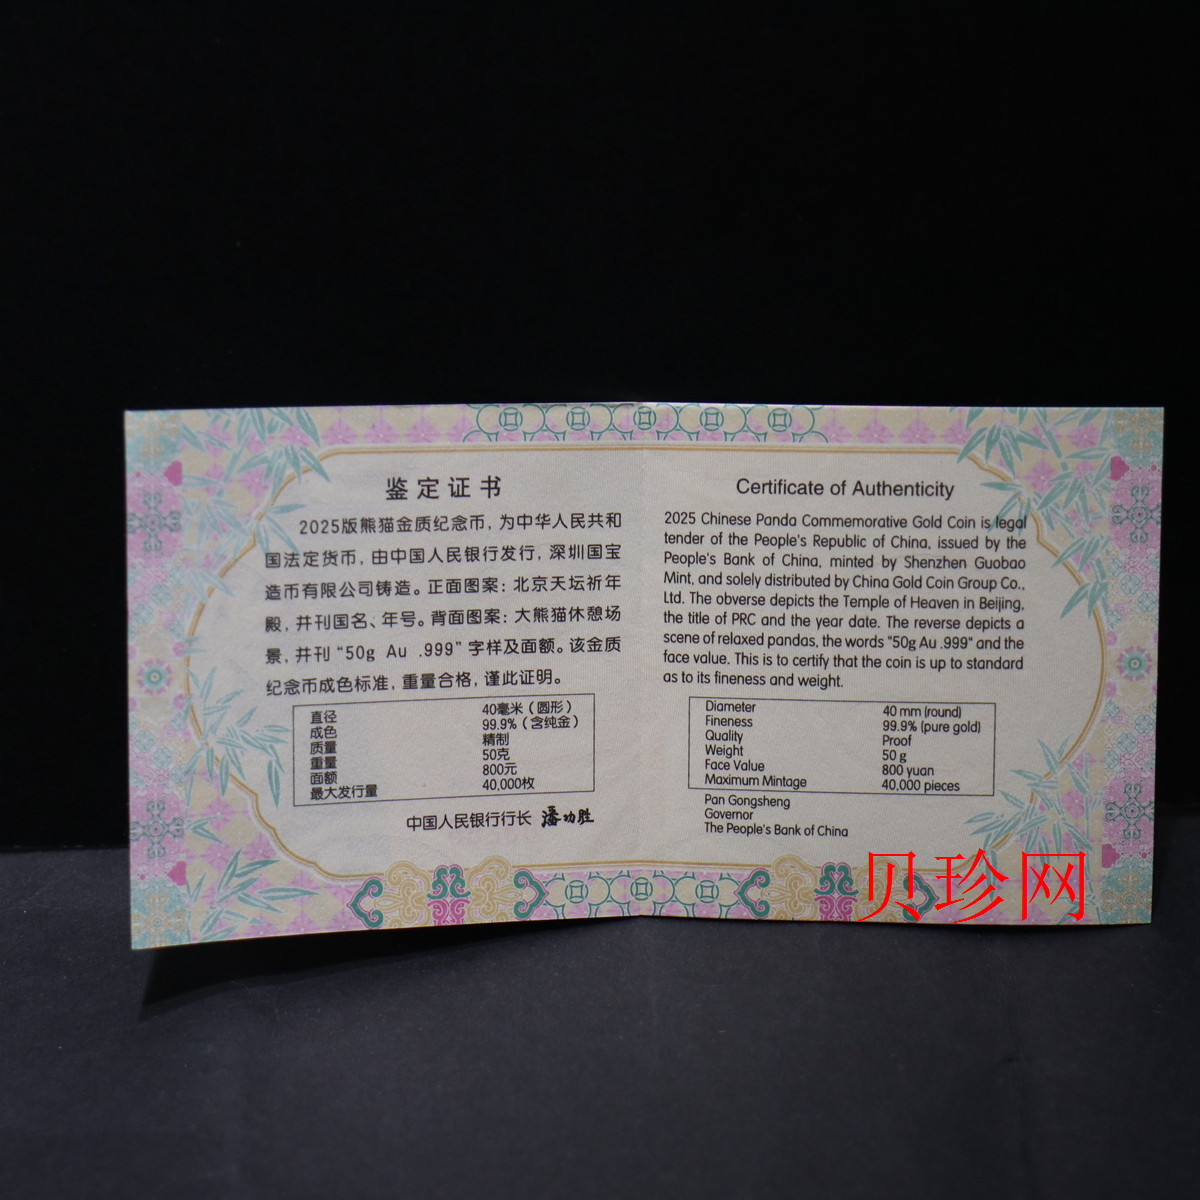 鉴定证书
2025版熊猫金质纪念币，为中华人民共和
国法定货币，由中国人民银行发行，深圳国宝
造币有限公司铸造。正面图案：北京天坛祈年
殿，并刊国名、年号。背面图案：大熊猫休憩场
景，并刊“50g Au .999”字样及面额。该金质
纪念币成色标准，重量合格，谨此证明。
直径 40毫米（圆形）
成色 99.9%（含纯金）
质量 精制
重量 50克
面额 800元
最大发行量 40,000枚
中国人民银行行长 潘功胜
Certificate of Authenticity
2025 Chinese Panda Commemorative Gold Coin is legal
tender of the People's Republic of China, issued by the
People's Bank of China, minted by Shenzhen Guobao
Mint, and solely distributed by China Gold Coin Group Co.,
Ltd. The obverse depicts the Temple of Heaven in Beijing,
the title of PRC and the year date. The reverse depicts a
scene of relaxed pandas, the words "50g Au .999" and the
face value. This is to certify that the coin is up to standard
as to its fineness and weight.
Diameter 40 mm (round)
Fineness 99.9% (pure gold)
Quality Proof
Weight 50 g
Face Value 800 yuan
Maximum Mintage 40,000 pieces
Pan Gongsheng
Governor
The People's Bank of China
贝珍网